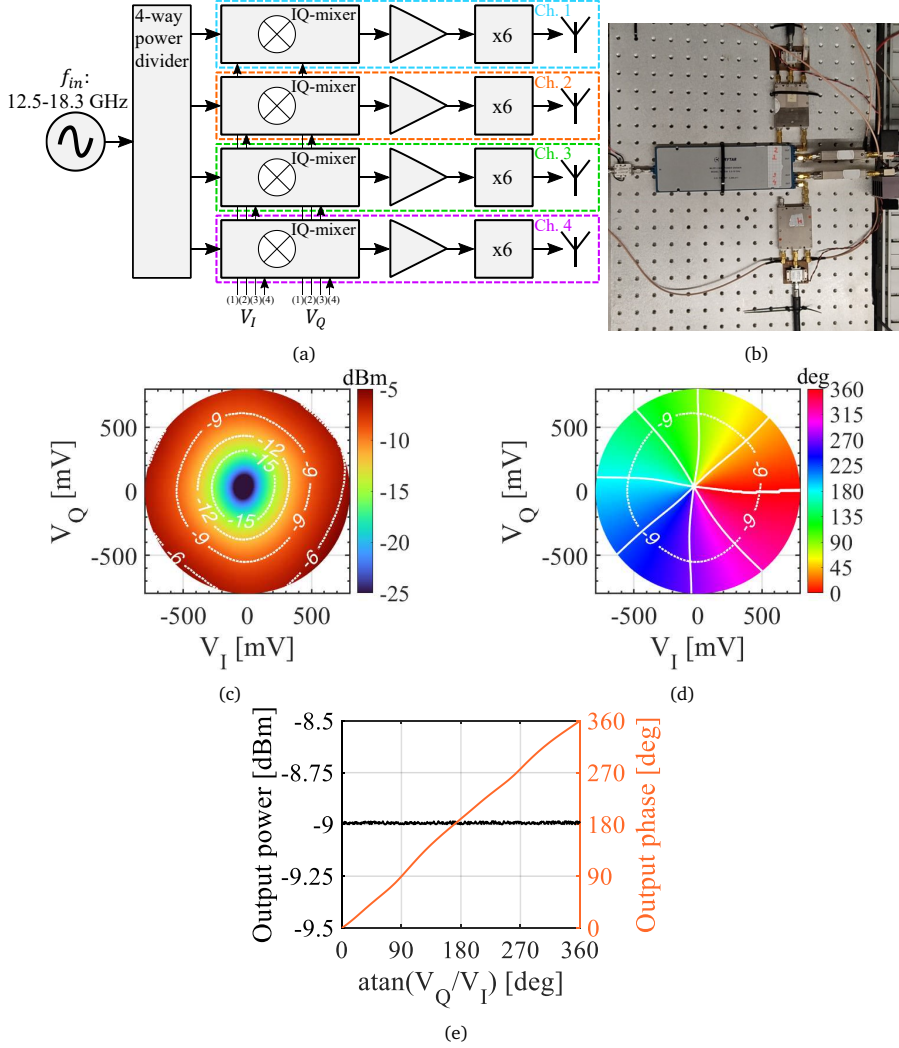 4-way
power
divider
f_in:
12.5-18.3 GHz
IQ-mixer
x6
Ch. 1
IQ-mixer
x6
Ch. 2
IQ-mixer
x6
Ch. 3
IQ-mixer
x6
Ch. 4
(1)(2)(3)(4) (1)(2)(3)(4)
V_I V_Q
(a)
(b)
dBm
-5
-10
-15
-20
-25
V_Q [mV]
500
0
-500
-9
-12
-15
-9
-9
-12
-15
-9
-6
-6
-500 0 500
V_I [mV]
(c)
deg
360
315
270
225
180
135
90
45
0
V_Q [mV]
500
0
-500
-9
-9
-9
-500 0 500
V_I [mV]
(d)
Output power [dBm]
-8.5
-8.75
-9
-9.25
-9.5
Output phase [deg]
360
270
180
90
0
0 90 180 270 360
atan(V_Q/V_I) [deg]
(e)